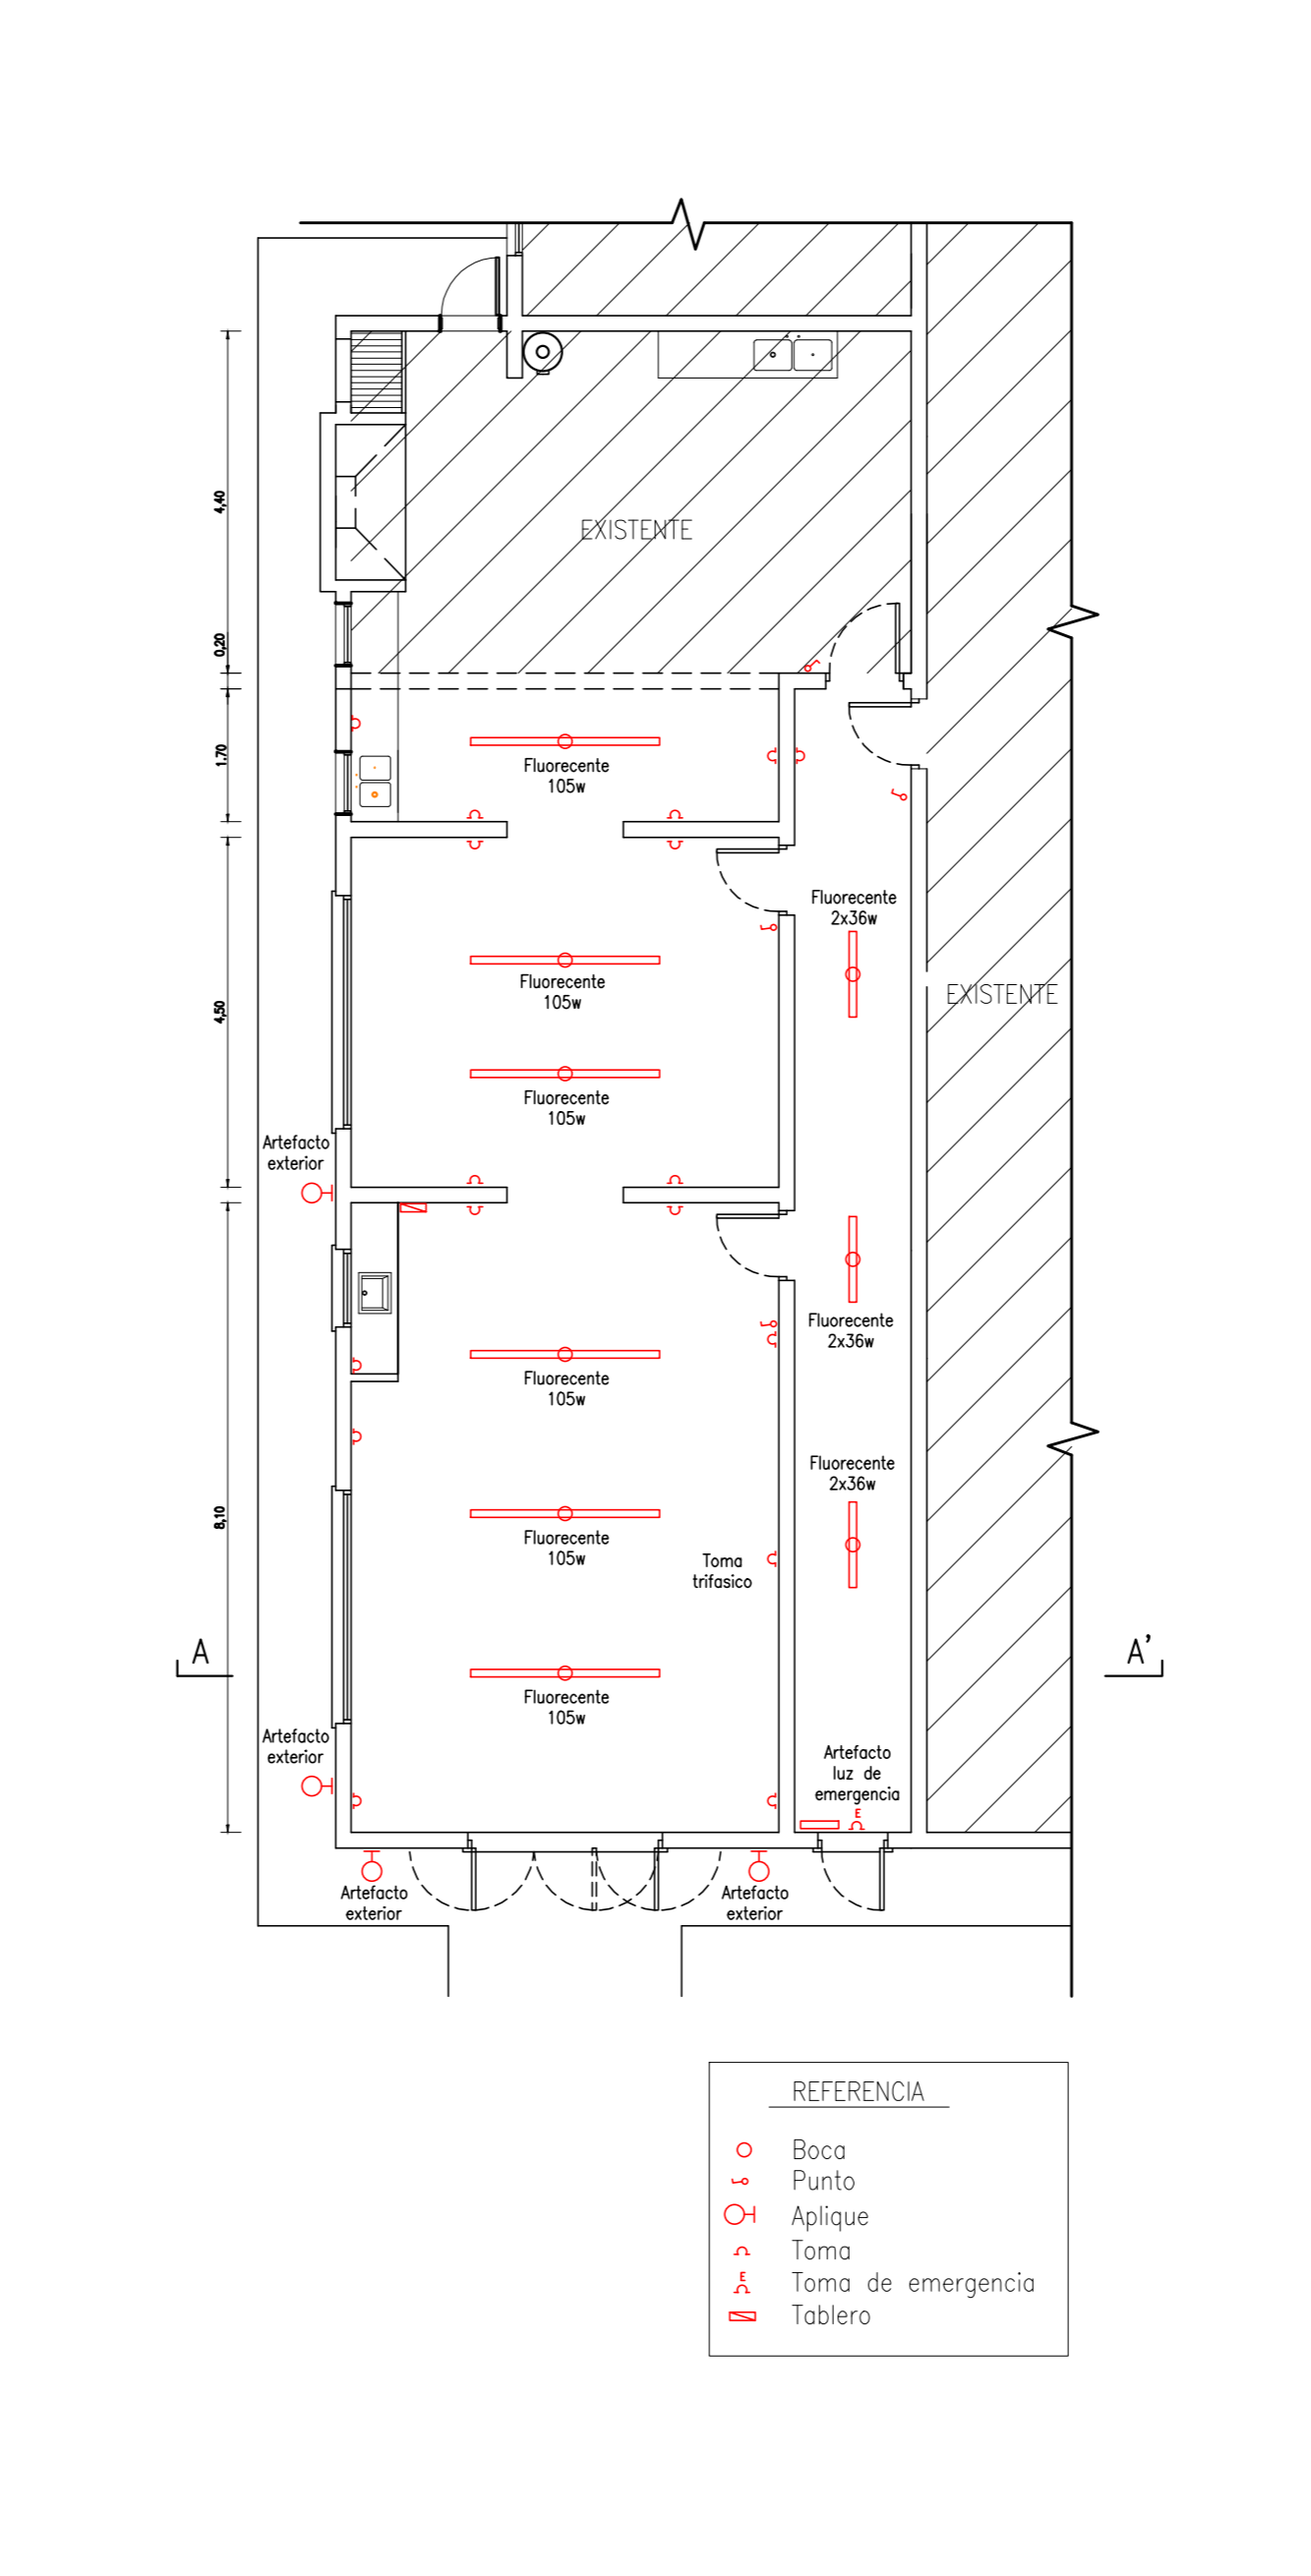 4,40
EXISTENTE
0,20
1,70
Fluorecente
105w
Fluorecente
2x36w
Fluorecente
105w
EXISTENTE
4,50
Fluorecente
105w
Artefacto
exterior
Fluorecente
2x36w
Fluorecente
105w
Fluorecente
2x36w
8,10
Fluorecente
105w
Toma
trifasico
A
A'
Fluorecente
105w
Artefacto
exterior
Artefacto
luz de
emergencia
E
Artefacto
exterior
Artefacto
exterior
REFERENCIA
Boca
Punto
Aplique
Toma
E
Toma de emergencia
Tablero